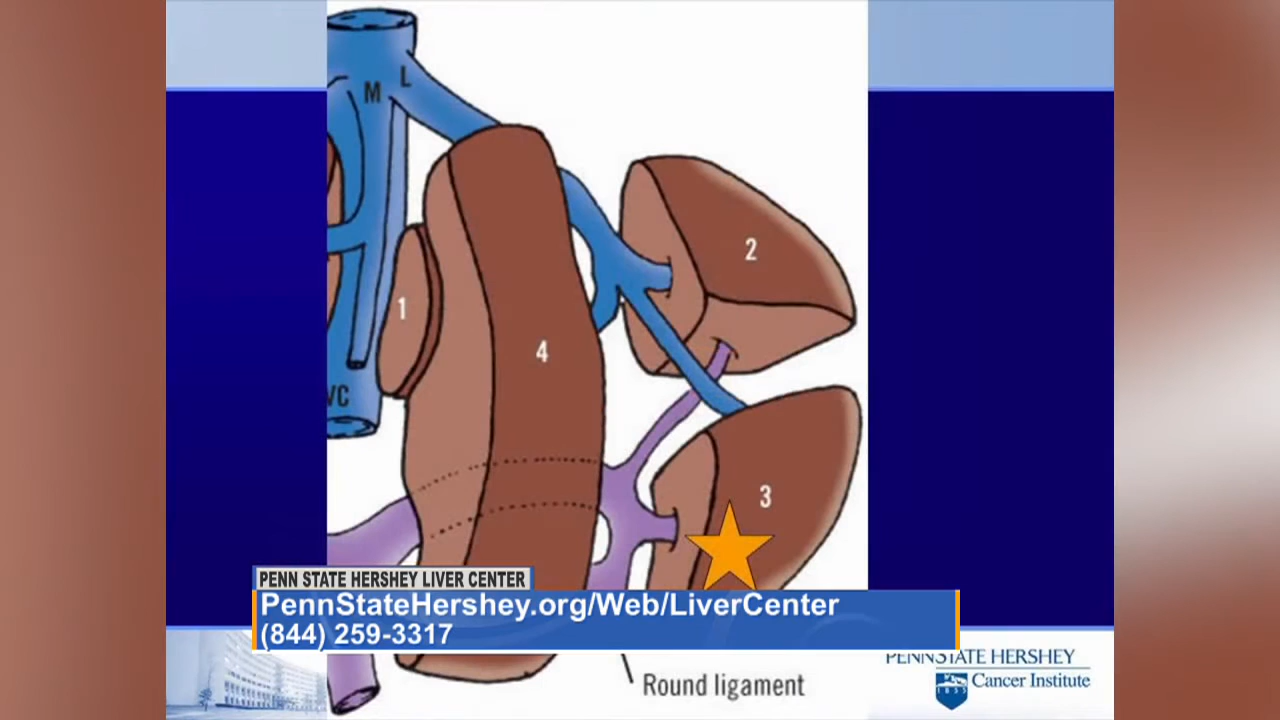 M
L
2
1
4
VC
3
PENN STATE HERSHEY LIVER CENTER
PennStateHershey.org/Web/LiverCenter
(844) 259-3317
PENNSTATE HERSHEY
Cancer Institute
1855
Round ligament